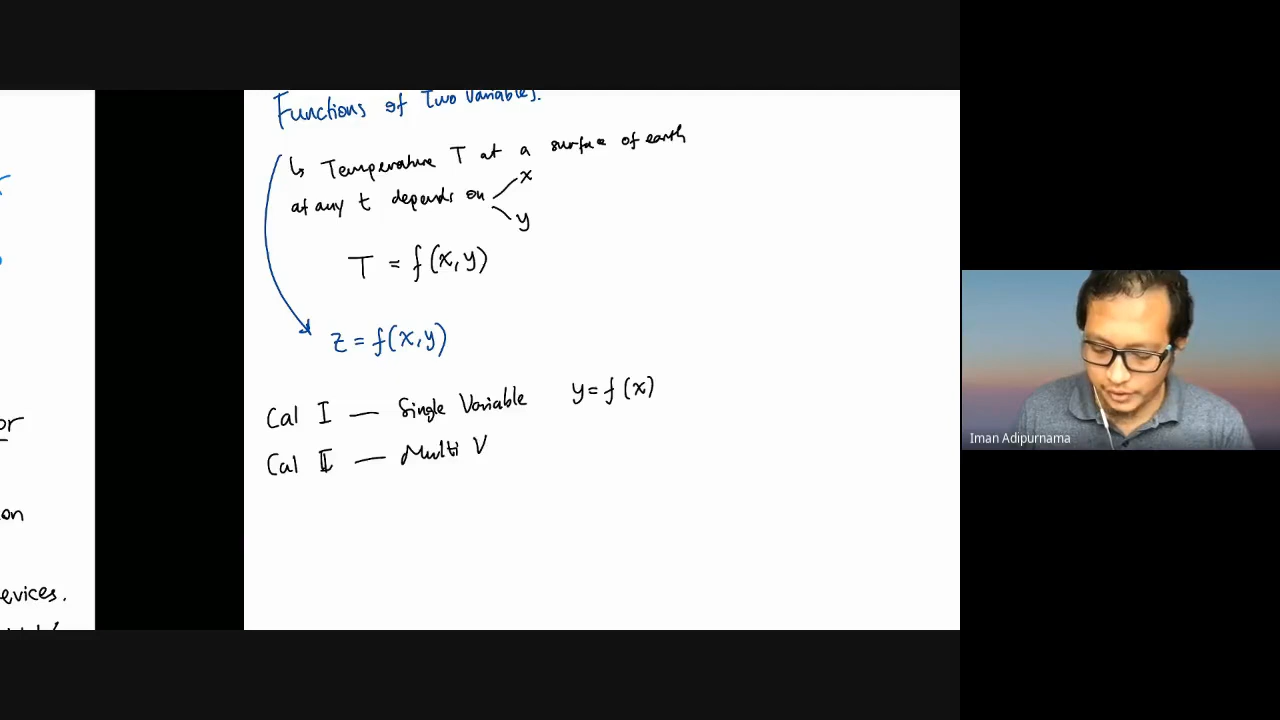 Functions of Two Variables.
↳ Temperature T at a surface of earth
at any t depends on x
y
T = f(x,y)
z = f(x,y)
Cal I — Single Variable y = f(x)
Cal II — Multi V
or
on
evices.
Iman Adipurnama